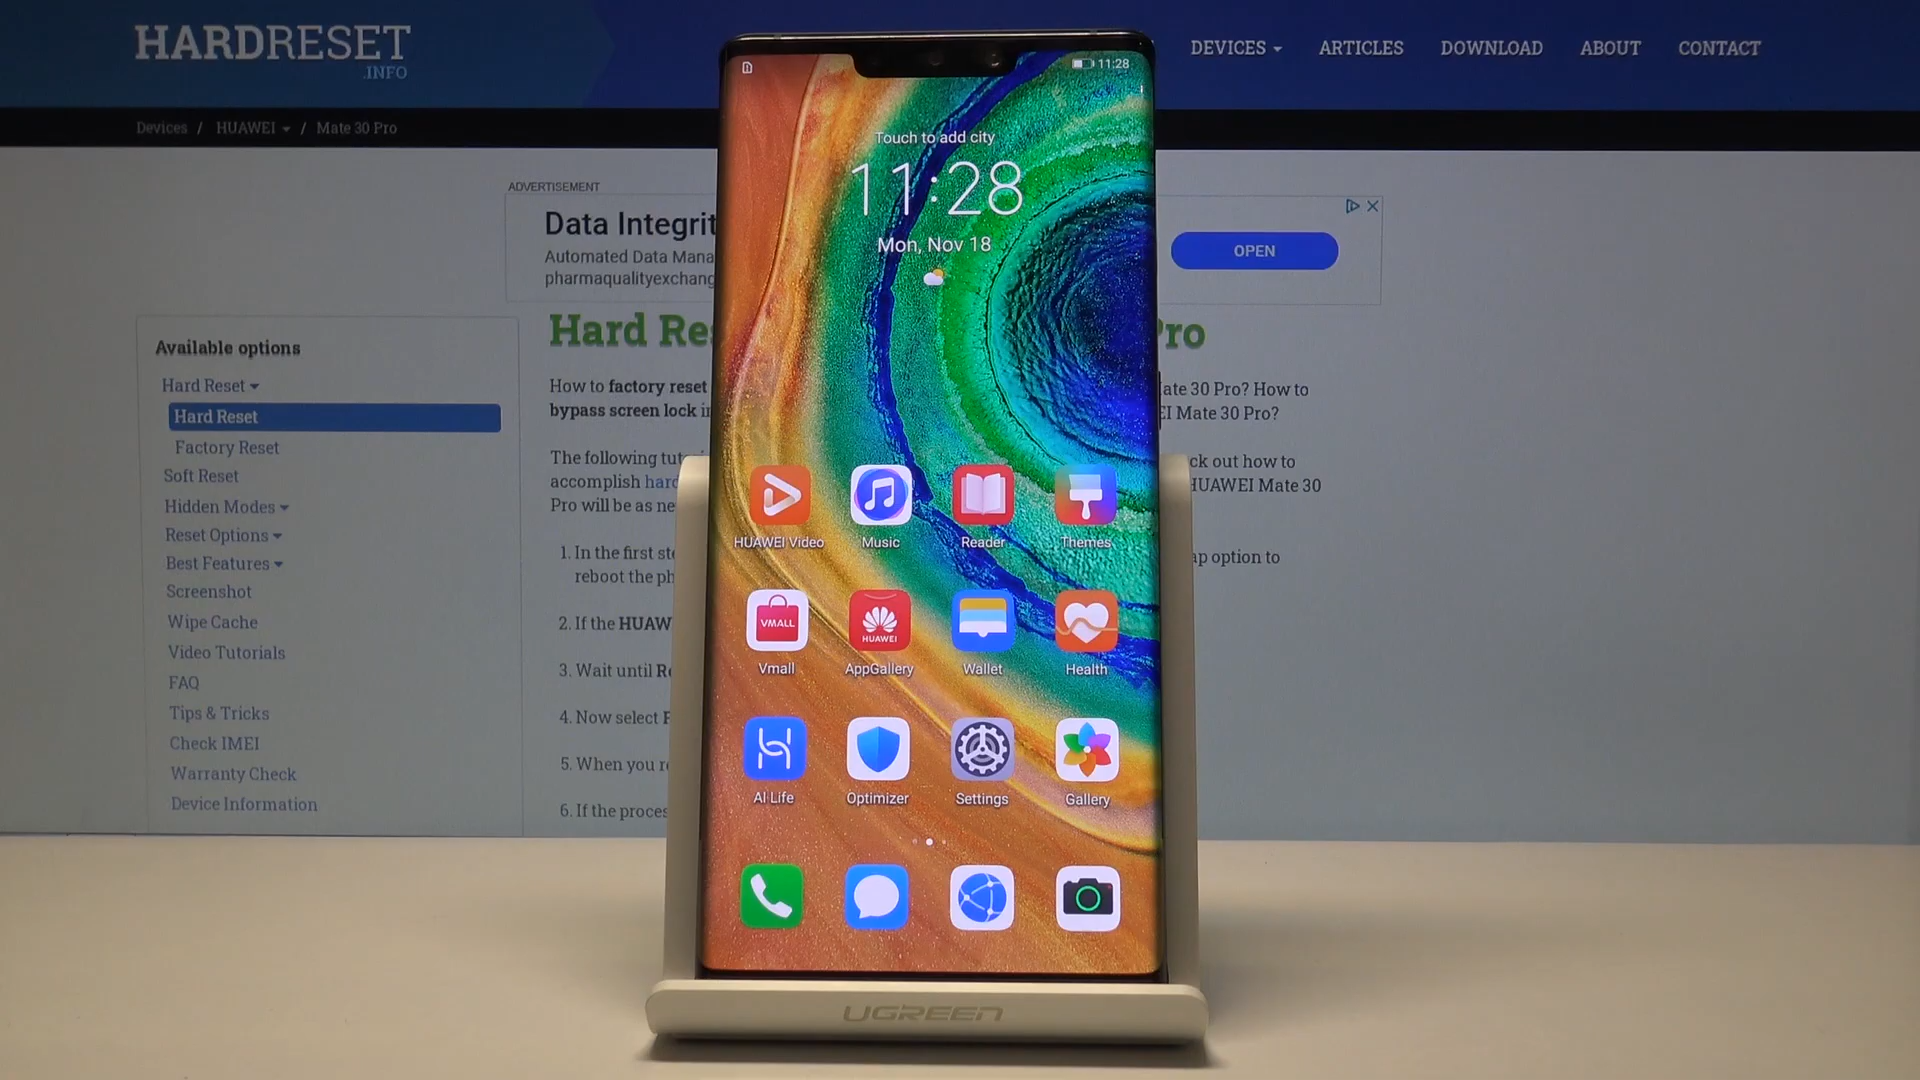 HARDRESET
.INFO
DEVICES
ARTICLES
DOWNLOAD
ABOUT
CONTACT
Devices / HUAWEI / Mate 30 Pro
ADVERTISEMENT
Data Integrit
Automated Data Mana
pharmaqualityexchang
OPEN
Available options
Hard Reset
Hard Reset
Factory Reset
Soft Reset
Hidden Modes
Reset Options
Best Features
Screenshot
Wipe Cache
Video Tutorials
FAQ
Tips & Tricks
Check IMEI
Warranty Check
Device Information
Hard Res
ro
How to factory reset
ate 30 Pro? How to
bypass screen lock in
EI Mate 30 Pro?
The following tut
ck out how to
accomplish hard
HUAWEI Mate 30
Pro will be as ne
1. In the first ste
ap option to
reboot the ph
2. If the HUAW
3. Wait until Re
4. Now select F
5. When you re
6. If the proces
11:28
Touch to add city
11:28
Mon, Nov 18
HUAWEI Video
Music
Reader
Themes
VMALL
HUAWEI
Vmall
AppGallery
Wallet
Health
AI Life
Optimizer
Settings
Gallery
UGREEN